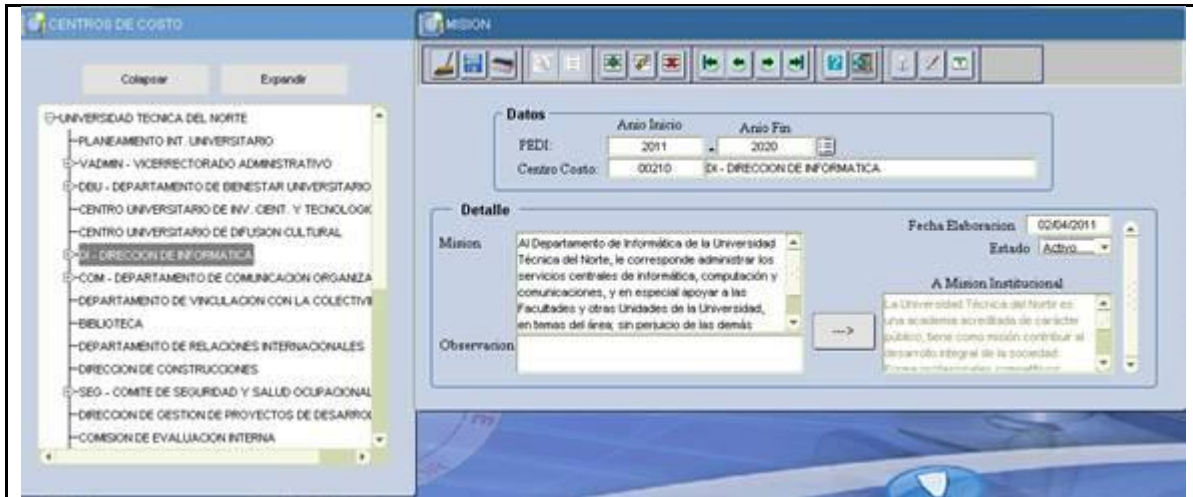 CENTROS DE COSTO
Colapsar Expandir
UNIVERSIDAD TECNICA DEL NORTE
PLANEAMIENTO INT. UNIVERSITARIO
VADMIN - VICERRECTORADO ADMINISTRATIVO
DBU - DEPARTAMENTO DE BIENESTAR UNIVERSITARIO
CENTRO UNIVERSITARIO DE INV. CIENT. Y TECNOLOGIC
CENTRO UNIVERSITARIO DE DIFUSION CULTURAL
DI - DIRECCION DE INFORMATICA
COM - DEPARTAMENTO DE COMUNICACION ORGANIZA
DEPARTAMENTO DE VINCULACION CON LA COLECTIVI
BIBLIOTECA
DEPARTAMENTO DE RELACIONES INTERNACIONALES
DIRECCION DE CONSTRUCCIONES
SEG - COMITE DE SEGURIDAD Y SALUD OCUPACIONAL
DIRECCION DE GESTION DE PROYECTOS DE DESARROL
COMISION DE EVALUACION INTERNA
MISION
Datos
Anio Inicio Anio Fin
PEDI: 2011 - 2020
Centro Costo: 00210 DI - DIRECCION DE INFORMATICA
Detalle
Fecha Elaboracion 02/04/2011
Estado Activo
Mision
Al Departamento de Informática de la Universidad
Técnica del Norte, le corresponde administrar los
servicios centrales de informática, computación y
comunicaciones, y en especial apoyar a las
Facultades y otras Unidades de la Universidad,
en temas del área; sin perjuicio de las demás
Observacion
--->
A Mision Institucional
La Universidad Técnica del Norte es
una academia acreditada de carácter
público, tiene como misión contribuir al
desarrollo integral de la sociedad.
Forma profesionales